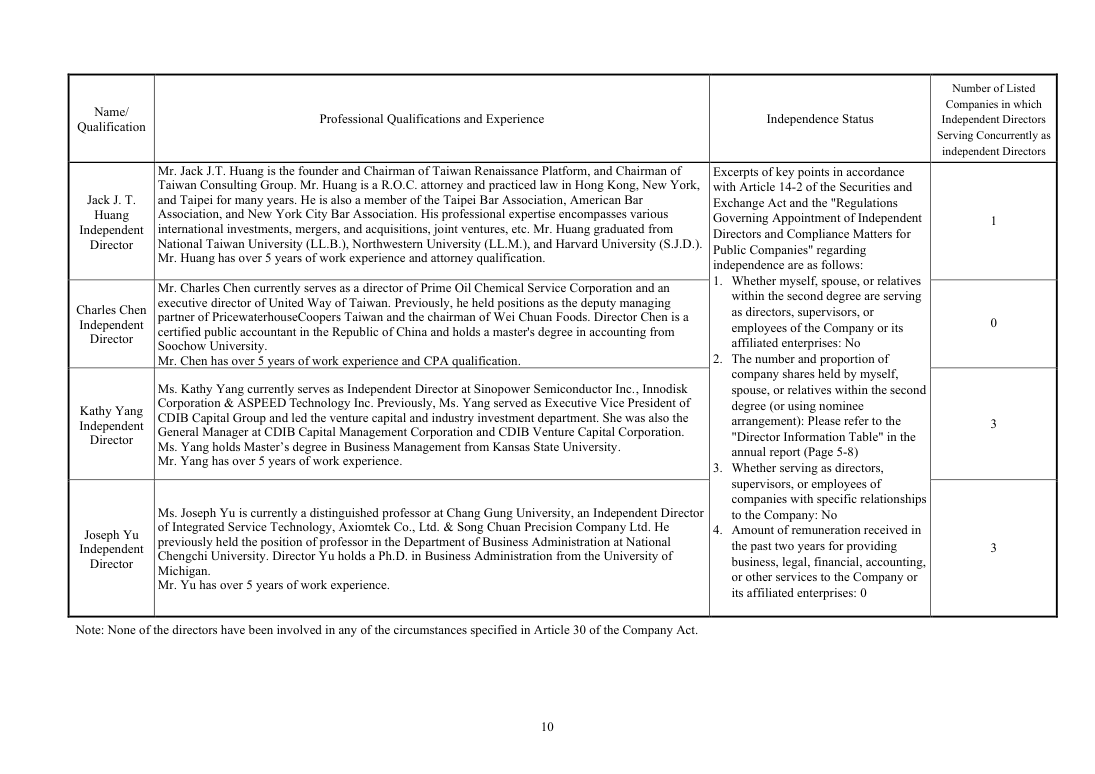 Name/
Qualification
Professional Qualifications and Experience
Independence Status
Number of Listed
Companies in which
Independent Directors
Serving Concurrently as
independent Directors
Jack J. T.
Huang
Independent
Director
Mr. Jack J.T. Huang is the founder and Chairman of Taiwan Renaissance Platform, and Chairman of
Taiwan Consulting Group. Mr. Huang is a R.O.C. attorney and practiced law in Hong Kong, New York,
and Taipei for many years. He is also a member of the Taipei Bar Association, American Bar
Association, and New York City Bar Association. His professional expertise encompasses various
international investments, mergers, and acquisitions, joint ventures, etc. Mr. Huang graduated from
National Taiwan University (LL.B.), Northwestern University (LL.M.), and Harvard University (S.J.D.).
Mr. Huang has over 5 years of work experience and attorney qualification.
Excerpts of key points in accordance
with Article 14-2 of the Securities and
Exchange Act and the "Regulations
Governing Appointment of Independent
Directors and Compliance Matters for
Public Companies" regarding
independence are as follows:
1. Whether myself, spouse, or relatives
within the second degree are serving
as directors, supervisors, or
employees of the Company or its
affiliated enterprises: No
2. The number and proportion of
company shares held by myself,
spouse, or relatives within the second
degree (or using nominee
arrangement): Please refer to the
"Director Information Table" in the
annual report (Page 5-8)
3. Whether serving as directors,
supervisors, or employees of
companies with specific relationships
to the Company: No
4. Amount of remuneration received in
the past two years for providing
business, legal, financial, accounting,
or other services to the Company or
its affiliated enterprises: 0
1
Charles Chen
Independent
Director
Mr. Charles Chen currently serves as a director of Prime Oil Chemical Service Corporation and an
executive director of United Way of Taiwan. Previously, he held positions as the deputy managing
partner of PricewaterhouseCoopers Taiwan and the chairman of Wei Chuan Foods. Director Chen is a
certified public accountant in the Republic of China and holds a master's degree in accounting from
Soochow University.
Mr. Chen has over 5 years of work experience and CPA qualification.
0
Kathy Yang
Independent
Director
Ms. Kathy Yang currently serves as Independent Director at Sinopower Semiconductor Inc., Innodisk
Corporation & ASPEED Technology Inc. Previously, Ms. Yang served as Executive Vice President of
CDIB Capital Group and led the venture capital and industry investment department. She was also the
General Manager at CDIB Capital Management Corporation and CDIB Venture Capital Corporation.
Ms. Yang holds Master’s degree in Business Management from Kansas State University.
Mr. Yang has over 5 years of work experience.
3
Joseph Yu
Independent
Director
Ms. Joseph Yu is currently a distinguished professor at Chang Gung University, an Independent Director
of Integrated Service Technology, Axiomtek Co., Ltd. & Song Chuan Precision Company Ltd. He
previously held the position of professor in the Department of Business Administration at National
Chengchi University. Director Yu holds a Ph.D. in Business Administration from the University of
Michigan.
Mr. Yu has over 5 years of work experience.
3
Note: None of the directors have been involved in any of the circumstances specified in Article 30 of the Company Act.
10